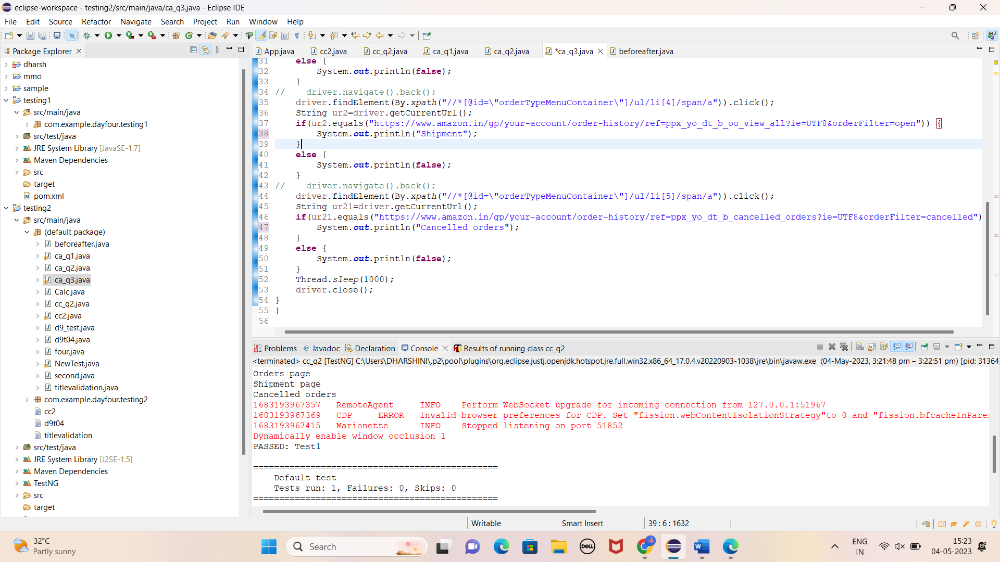 eclipse-workspace - testing2/src/main/java/ca_q3.java - Eclipse IDE
File Edit Source Refactor Navigate Search Project Run Window Help
Package Explorer
dharsh
mmo
sample
testing1
src/main/java
com.example.dayfour.testing1
src/test/java
JRE System Library [JavaSE-1.7]
Maven Dependencies
src
target
pom.xml
testing2
src/main/java
(default package)
beforeafter.java
ca_q1.java
ca_q2.java
ca_q3.java
Calc.java
cc_q2.java
cc2.java
d9_test.java
d9t04.java
four.java
NewTest.java
second.java
titlevalidation.java
com.example.dayfour.testing2
cc2
d9t04
titlevalidation
src/test/java
JRE System Library [J2SE-1.5]
Maven Dependencies
TestNG
src
target
App.java cc2.java cc_q2.java ca_q1.java ca_q2.java *ca_q3.java beforeafter.java
31 else {
32 System.out.println(false);
33 }
34 // driver.navigate().back();
35 driver.findElement(By.xpath("//*[@id=\"orderTypeMenuContainer\"]/ul/li[4]/span/a")).click();
36 String ur2=driver.getCurrentUrl();
37 if(ur2.equals("https://www.amazon.in/gp/your-account/order-history/ref=ppx_yo_dt_b_oo_view_all?ie=UTF8&orderFilter=open")) {
38 System.out.println("Shipment");
39 }
40 else {
41 System.out.println(false);
42 }
43 // driver.navigate().back();
44 driver.findElement(By.xpath("//*[@id=\"orderTypeMenuContainer\"]/ul/li[5]/span/a")).click();
45 String ur21=driver.getCurrentUrl();
46 if(ur21.equals("https://www.amazon.in/gp/your-account/order-history/ref=ppx_yo_dt_b_cancelled_orders?ie=UTF8&orderFilter=cancelled")
47 System.out.println("Cancelled orders");
48 }
49 else {
50 System.out.println(false);
51 }
52 Thread.sleep(1000);
53 driver.close();
54 }
55 }
56
Problems @ Javadoc Declaration Console Results of running class cc_q2
<terminated> cc_q2 [TestNG] C:\Users\DHARSHINI\.p2\pool\plugins\org.eclipse.justj.openjdk.hotspot.jre.full.win32.x86_64_17.0.4.v20220903-1038\jre\bin\javaw.exe (04-May-2023, 3:21:48 pm – 3:22:51 pm) [pid: 31364
Orders page
Shipment page
Cancelled orders
1683193967357 RemoteAgent INFO Perform WebSocket upgrade for incoming connection from 127.0.0.1:51967
1683193967369 CDP ERROR Invalid browser preferences for CDP. Set "fission.webContentIsolationStrategy"to 0 and "fission.bfcacheInParen
1683193967415 Marionette INFO Stopped listening on port 51852
Dynamically enable window occlusion 1
PASSED: Test1
===============================================
Default test
Tests run: 1, Failures: 0, Skips: 0
===============================================
Writable Smart Insert 39 : 6 : 1632
32°C
Partly sunny
Search
DELL
ENG
IN
15:23
04-05-2023